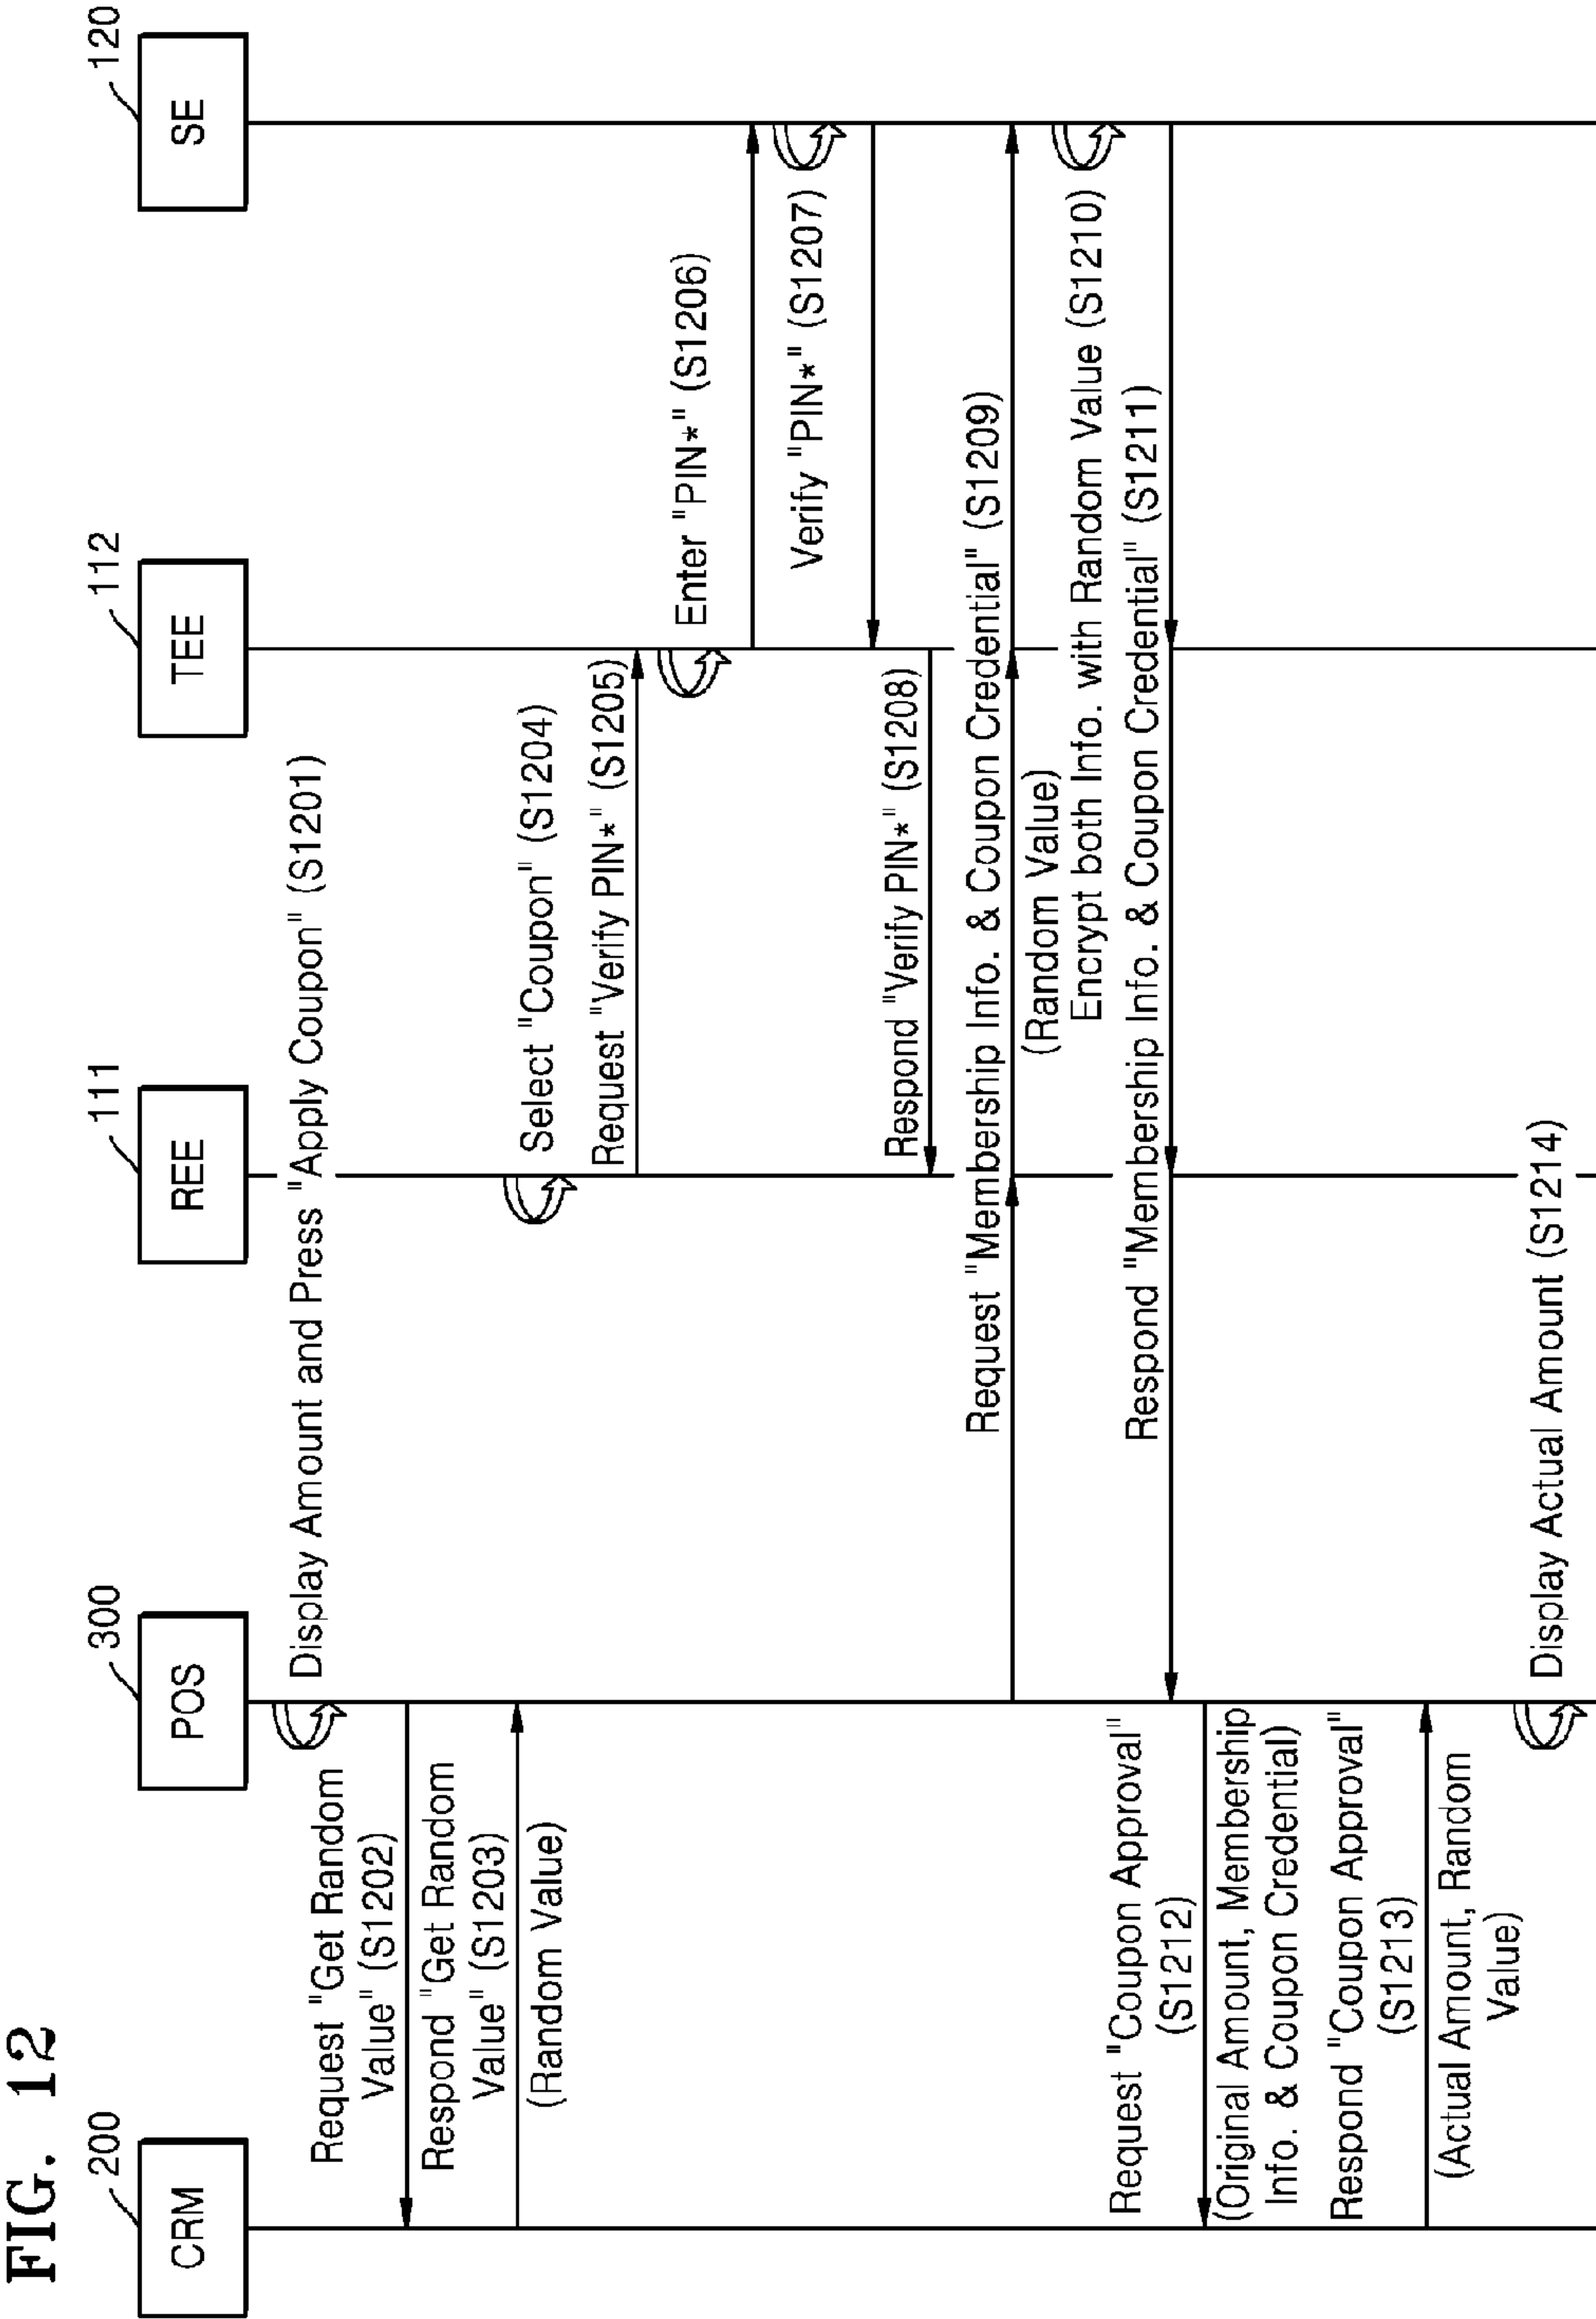 FIG. 12
200
CRM
300
POS
111
REE
112
TEE
120
SE
Display Amount and Press "Apply Coupon" (S1201)
Request "Get Random
Value" (S1202)
Respond "Get Random
Value" (S1203)
(Random Value)
Select "Coupon" (S1204)
Request "Verify PIN*" (S1205)
Enter "PIN*" (S1206)
Verify "PIN*" (S1207)
Respond "Verify PIN*" (S1208)
Request "Membership Info. & Coupon Credential" (S1209)
(Random Value)
Encrypt both Info. with Random Value (S1210)
Respond "Membership Info. & Coupon Credential" (S1211)
Request "Coupon Approval"
(S1212)
(Original Amount, Membership
Info. & Coupon Credential)
Respond "Coupon Approval"
(S1213)
(Actual Amount, Random
Value)
Display Actual Amount (S1214)